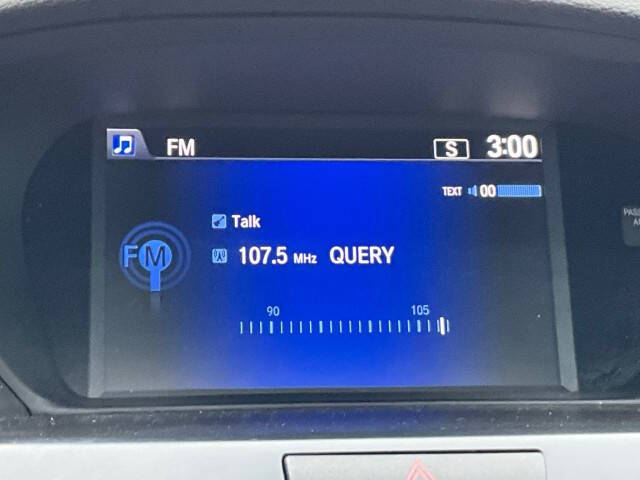 FM S 3:00
TEXT 00
Talk
FM 107.5 MHz QUERY
90 105